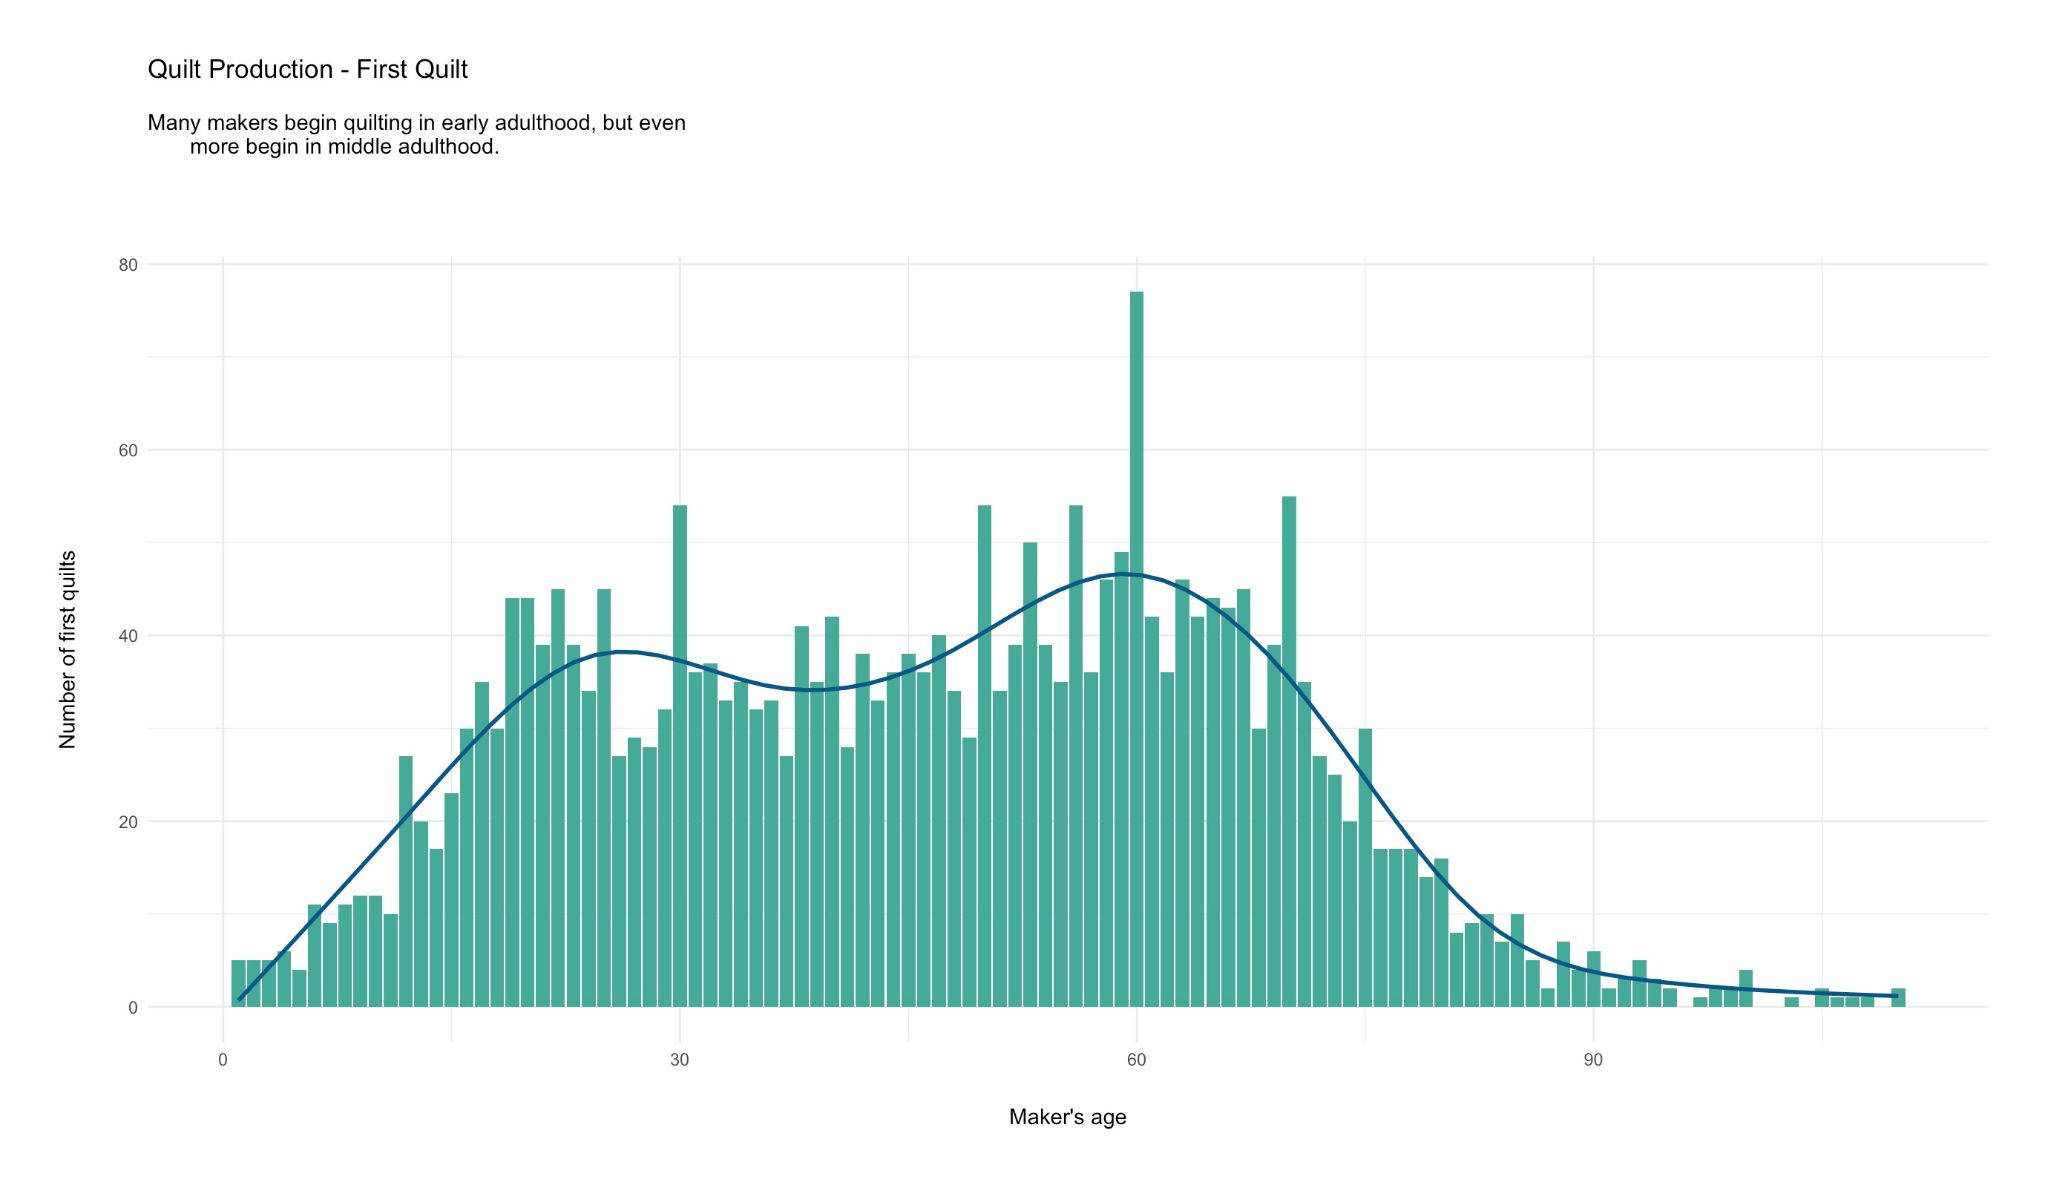 Quilt Production - First Quilt
Many makers begin quilting in early adulthood, but even
more begin in middle adulthood.
80
60
40
20
0
Number of first quilts
0 30 60 90
Maker's age